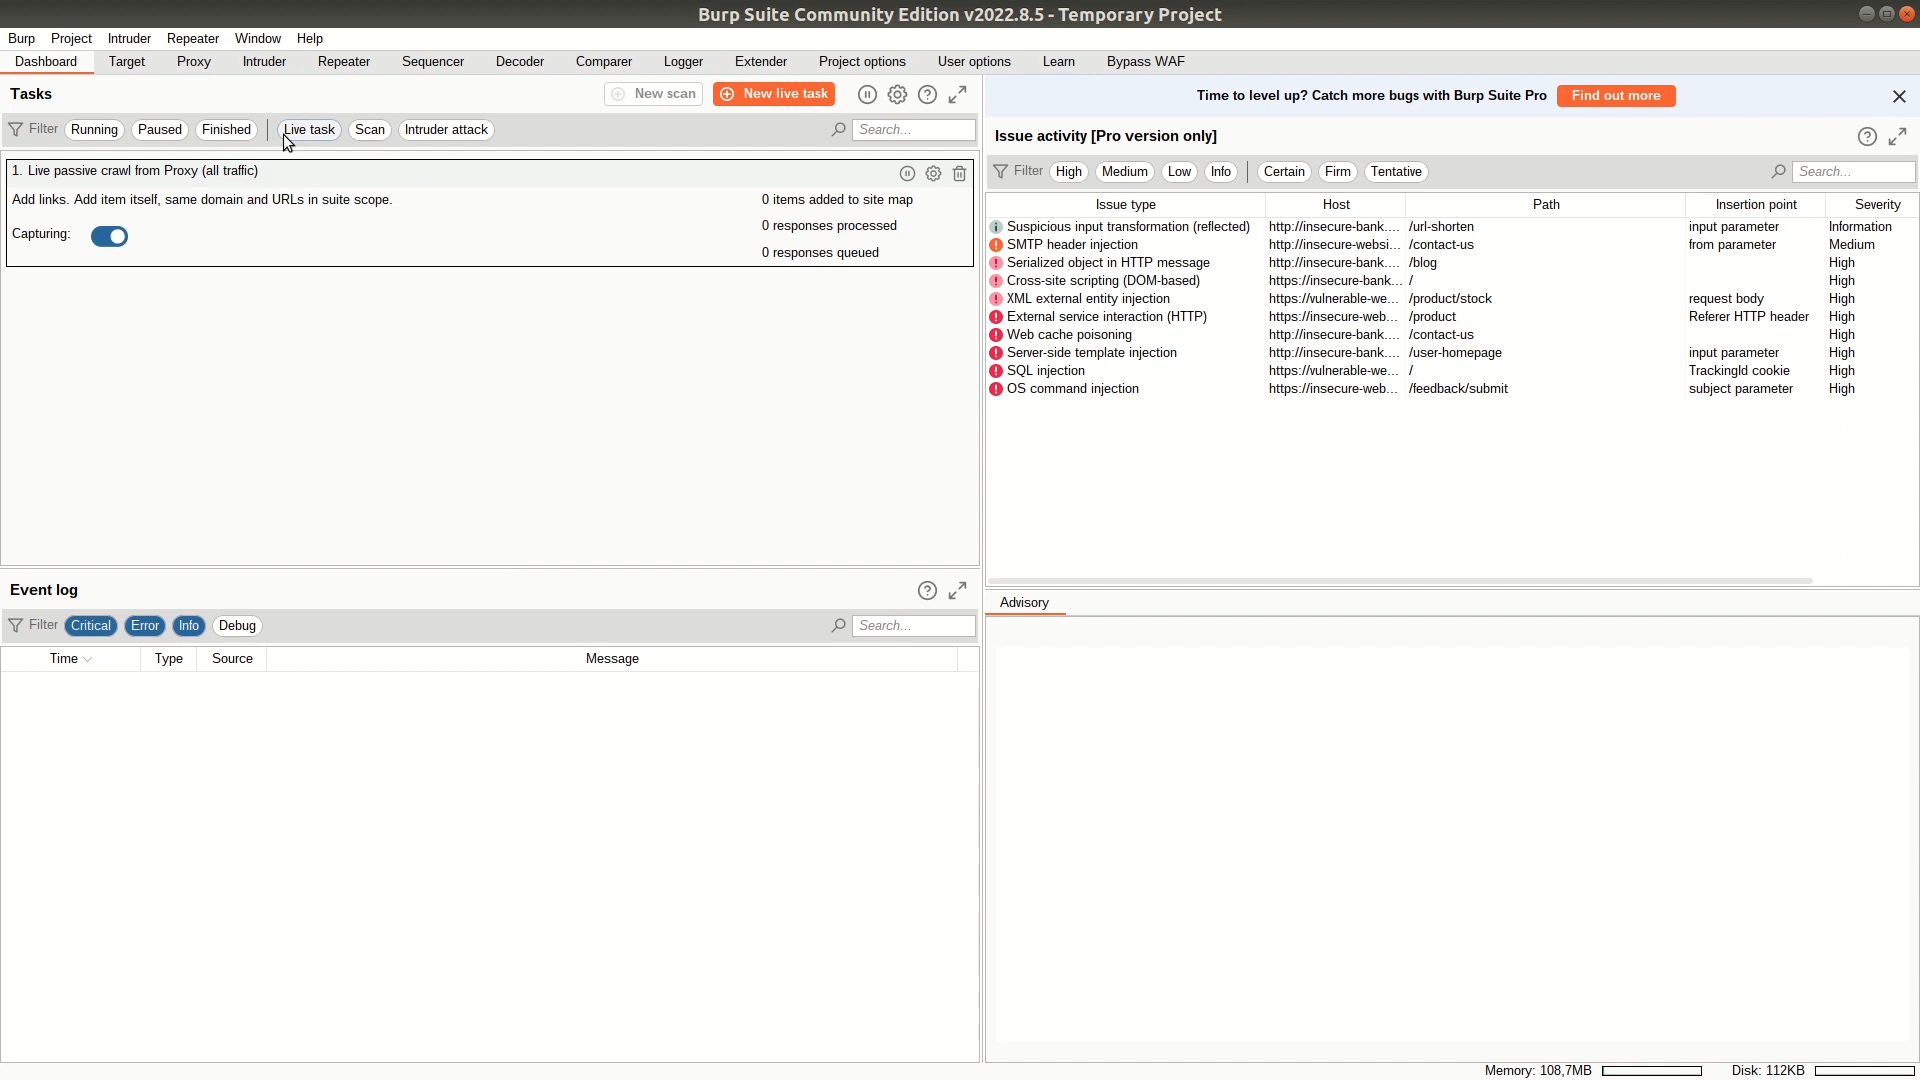 Burp Suite Community Edition v2022.8.5 - Temporary Project
Burp Project Intruder Repeater Window Help
Dashboard Target Proxy Intruder Repeater Sequencer Decoder Comparer Logger Extender Project options User options Learn Bypass WAF
Tasks
New scan
New live task
Filter Running Paused Finished Live task Scan Intruder attack Search...
1. Live passive crawl from Proxy (all traffic)
Add links. Add item itself, same domain and URLs in suite scope.
0 items added to site map
Capturing:
0 responses processed
0 responses queued
Event log
Filter Critical Error Info Debug Search...
Time Type Source Message
Time to level up? Catch more bugs with Burp Suite Pro Find out more
Issue activity [Pro version only]
Filter High Medium Low Info Certain Firm Tentative Search...
Issue type Host Path Insertion point Severity
Suspicious input transformation (reflected) http://insecure-bank.... /url-shorten input parameter Information
SMTP header injection http://insecure-websi... /contact-us from parameter Medium
Serialized object in HTTP message http://insecure-bank.... /blog High
Cross-site scripting (DOM-based) https://insecure-bank... / High
XML external entity injection https://vulnerable-we... /product/stock request body High
External service interaction (HTTP) https://insecure-web... /product Referer HTTP header High
Web cache poisoning http://insecure-bank.... /contact-us High
Server-side template injection http://insecure-bank.... /user-homepage input parameter High
SQL injection https://vulnerable-we... / TrackingId cookie High
OS command injection https://insecure-web... /feedback/submit subject parameter High
Advisory
Memory: 108,7MB Disk: 112KB